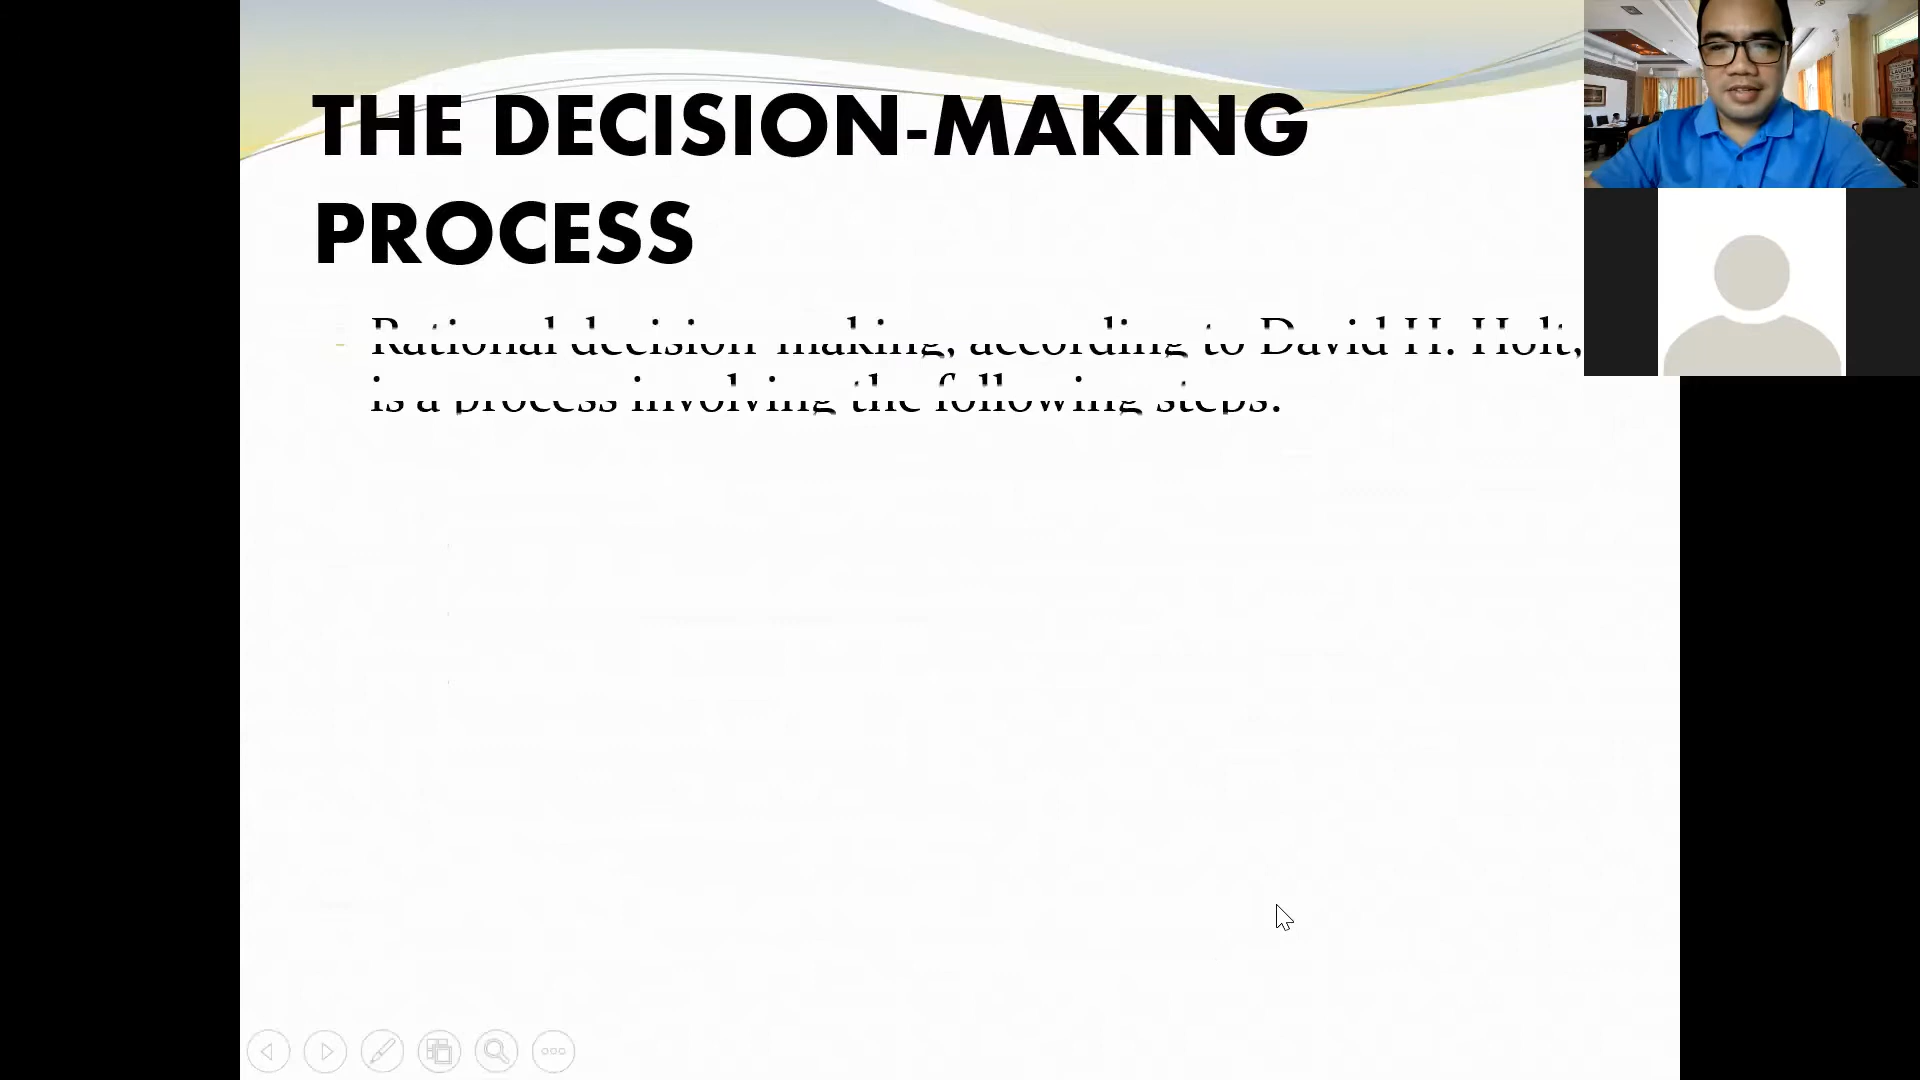 THE DECISION-MAKING
PROCESS
Rational decision-making, according to David H. Holt,
is a process involving the following steps: